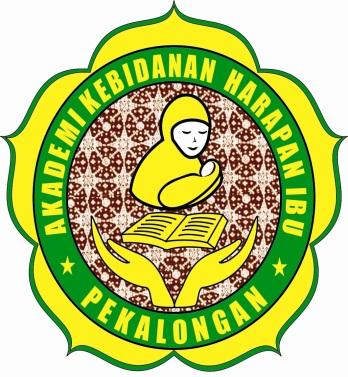 AKADEMI KEBIDANAN HARAPAN IBU
PEKALONGAN